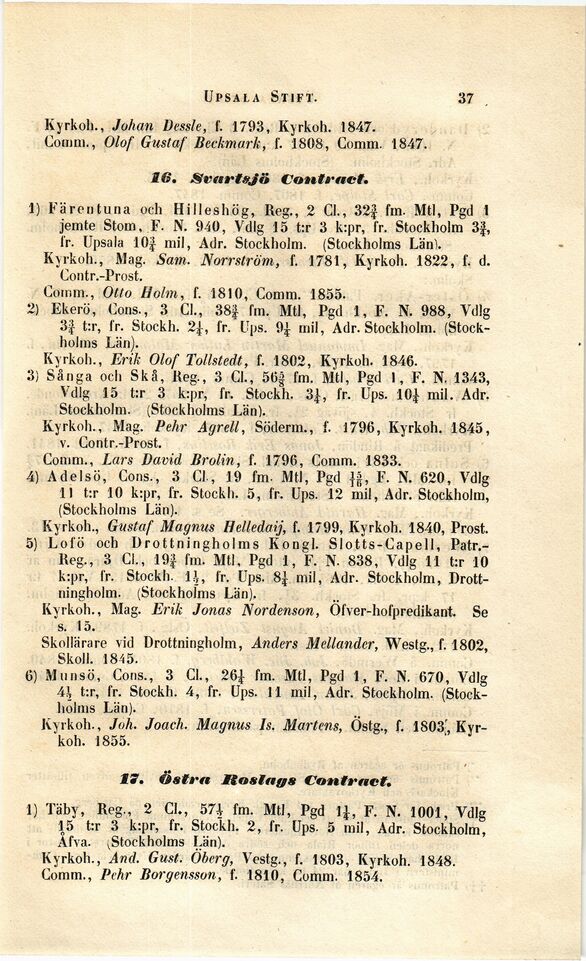 UPSALA STIFT. 37
Kyrkoh., Johan Dessle, f. 1793, Kyrkoh. 1847.
Comm., Olof Gustaf Beckmark, f. 1808, Comm. 1847.
16. Svartsjö Contract.
1) Färentuna och Hilleshög, Reg., 2 Cl., 32¾ fm. Mtl, Pgd 1
jemte Stom, F. N. 940, Vdlg 15 t:r 3 k:pr, fr. Stockholm 3¾,
fr. Upsala 10¾ mil, Adr. Stockholm. (Stockholms Län).
Kyrkoh., Mag. Sam. Norrström, f. 1781, Kyrkoh. 1822, f. d.
Contr.-Prost.
Comm., Otto Holm, f. 1810, Comm. 1855.
2) Ekerö, Cons., 3 Cl., 38¾ fm. Mtl, Pgd 1, F. N. 988, Vdlg
3¾ t:r, fr. Stockh. 2¼, fr. Ups. 9¼ mil, Adr. Stockholm. (Stock-
holms Län).
Kyrkoh., Erik Olof Tollstedt, f. 1802, Kyrkoh. 1846.
3) Sånga och Skå, Reg., 3 Cl., 56⅝ fm. Mtl, Pgd 1, F. N. 1343,
Vdlg 15 t:r 3 k:pr, fr. Stockh. 3¼, fr. Ups. 10¼ mil. Adr.
Stockholm. (Stockholms Län).
Kyrkoh., Mag. Pehr Agrell, Söderm., f. 1796, Kyrkoh. 1845,
v. Contr.-Prost.
Comm., Lars David Brolin, f. 1796, Comm. 1833.
4) Adelsö, Cons., 3 Cl., 19 fm. Mtl, Pgd 15/16, F. N. 620, Vdlg
11 t:r 10 k:pr, fr. Stockh. 5, fr. Ups. 12 mil, Adr. Stockholm,
(Stockholms Län).
Kyrkoh., Gustaf Magnus Helledaij, f. 1799, Kyrkoh. 1840, Prost.
5) Lofö och Drottningholms Kongl. Slotts-Capell, Patr.-
Reg., 3 Cl., 19¾ fm. Mtl, Pgd 1, F. N. 838, Vdlg 11 t:r 10
k:pr, fr. Stockh. 1½, fr. Ups. 8¼ mil, Adr. Stockholm, Drott-
ningholm. (Stockholms Län).
Kyrkoh., Mag. Erik Jonas Nordenson, Öfver-hofpredikant. Se
s. 15.
Skollärare vid Drottningholm, Anders Mellander, Westg., f. 1802,
Skoll. 1845.
6) Munsö, Cons., 3 Cl., 26¼ fm. Mtl, Pgd 1, F. N. 670, Vdlg
4½ t:r, fr. Stockh. 4, fr. Ups. 11 mil, Adr. Stockholm. (Stock-
holms Län).
Kyrkoh., Joh. Joach. Magnus Is. Martens, Östg., f. 1803, Kyr-
koh. 1855.
17. Östra Roslags Contract.
1) Täby, Reg., 2 Cl., 57½ fm. Mtl, Pgd 1¼, F. N. 1001, Vdlg
15 t:r 3 k:pr, fr. Stockh. 2, fr. Ups. 5 mil, Adr. Stockholm,
Åfva. (Stockholms Län).
Kyrkoh., And. Gust. Öberg, Vestg., f. 1803, Kyrkoh. 1848.
Comm., Pehr Borgensson, f. 1810, Comm. 1854.